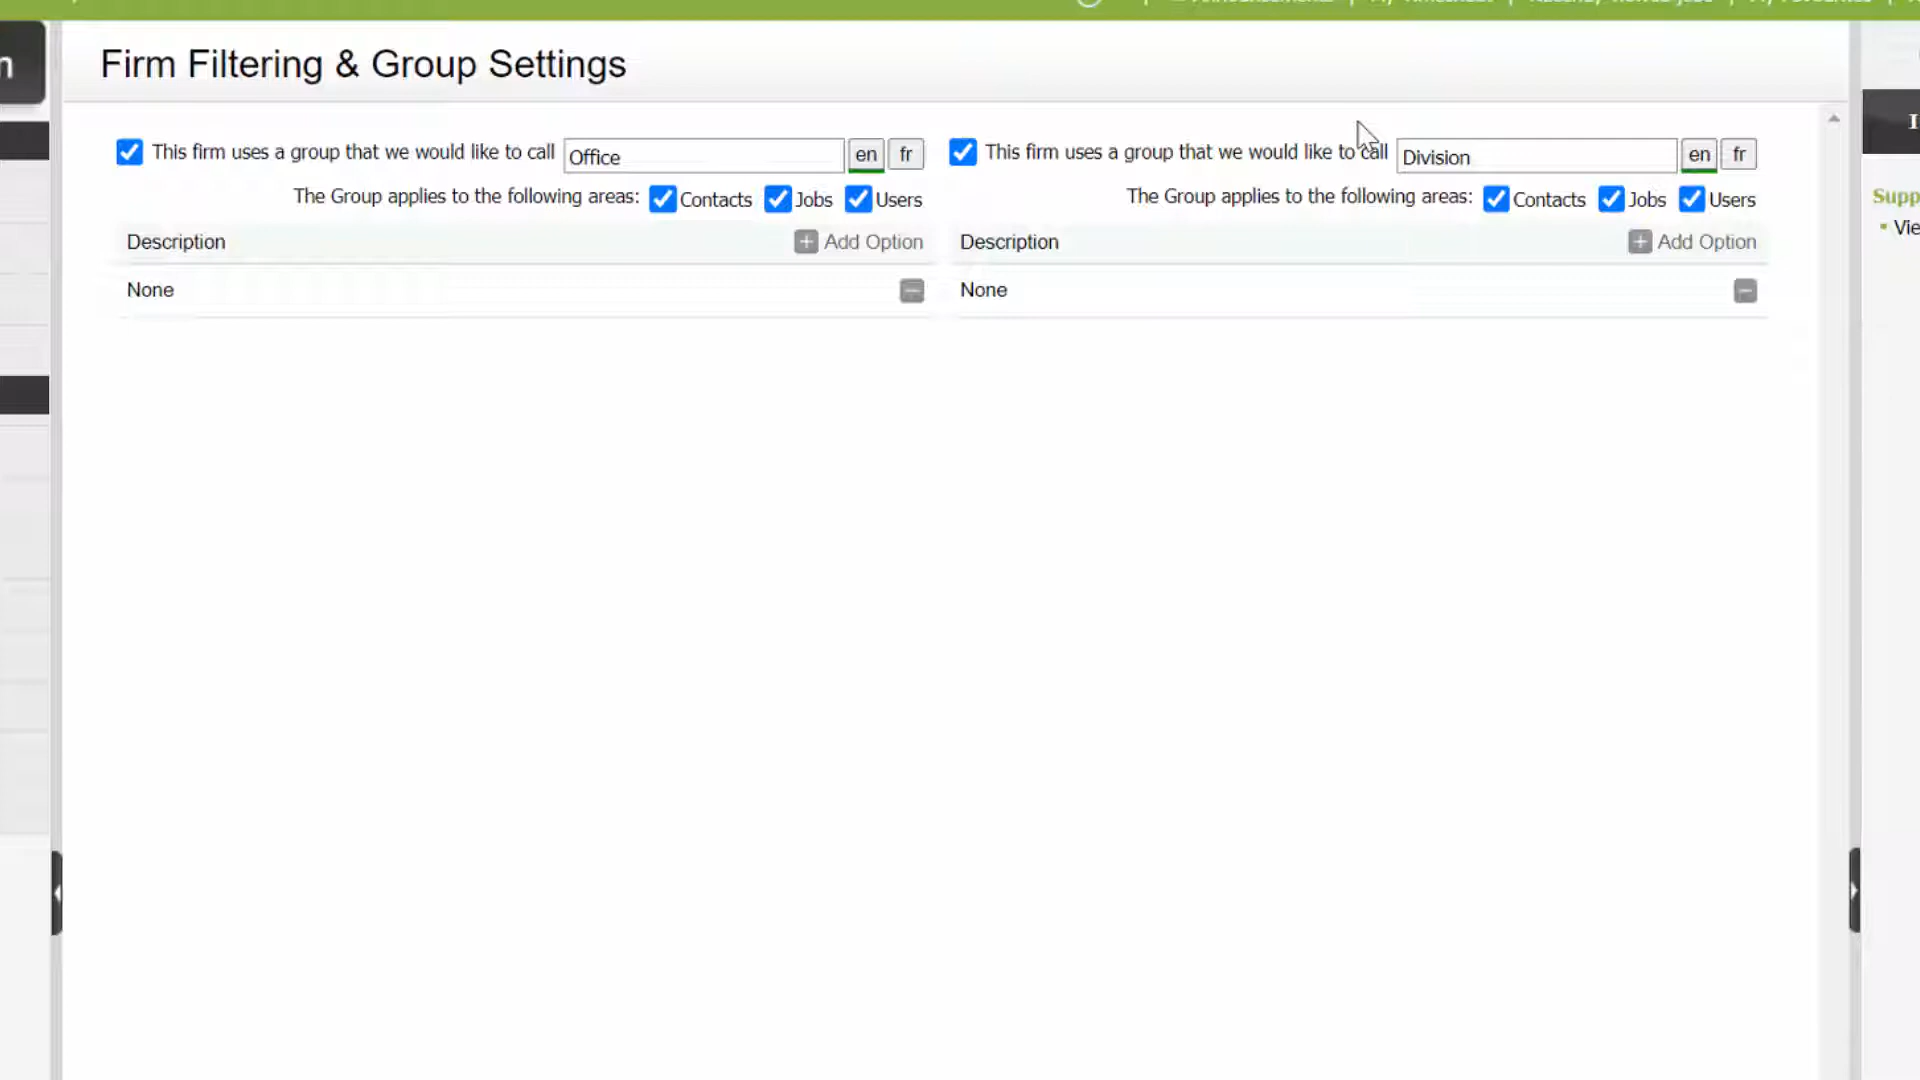 Firm Filtering & Group Settings
This firm uses a group that we would like to call Office en fr
The Group applies to the following areas: Contacts Jobs Users
Description Add Option
None
This firm uses a group that we would like to call Division en fr
The Group applies to the following areas: Contacts Jobs Users
Description Add Option
None